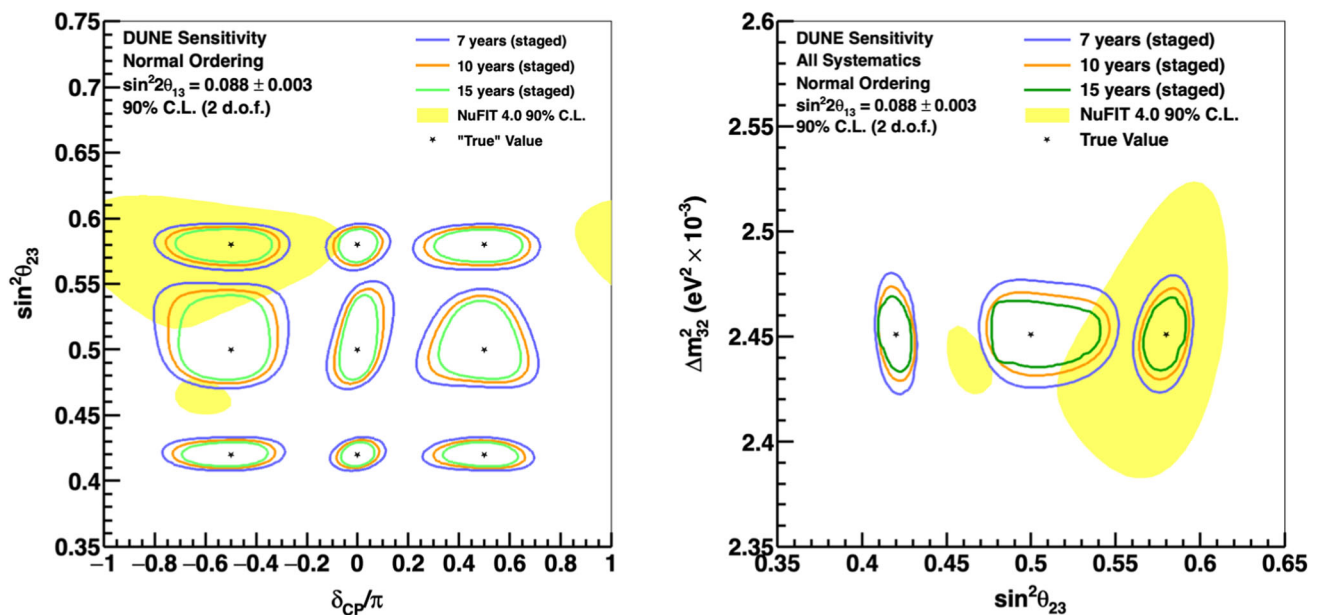 DUNE Sensitivity
Normal Ordering
sin²2θ₁₃ = 0.088 ± 0.003
90% C.L. (2 d.o.f.)
7 years (staged)
10 years (staged)
15 years (staged)
NuFIT 4.0 90% C.L.
"True" Value
0.75
0.7
0.65
0.6
0.55
0.5
0.45
0.4
0.35
sin²θ₂₃
−1 −0.8 −0.6 −0.4 −0.2 0 0.2 0.4 0.6 0.8 1
δCP/π
DUNE Sensitivity
All Systematics
Normal Ordering
sin²2θ₁₃ = 0.088 ± 0.003
90% C.L. (2 d.o.f.)
7 years (staged)
10 years (staged)
15 years (staged)
NuFIT 4.0 90% C.L.
True Value
2.6
2.55
2.5
2.45
2.4
2.35
Δm²₃₂ (eV² × 10⁻³)
0.35 0.4 0.45 0.5 0.55 0.6 0.65
sin²θ₂₃